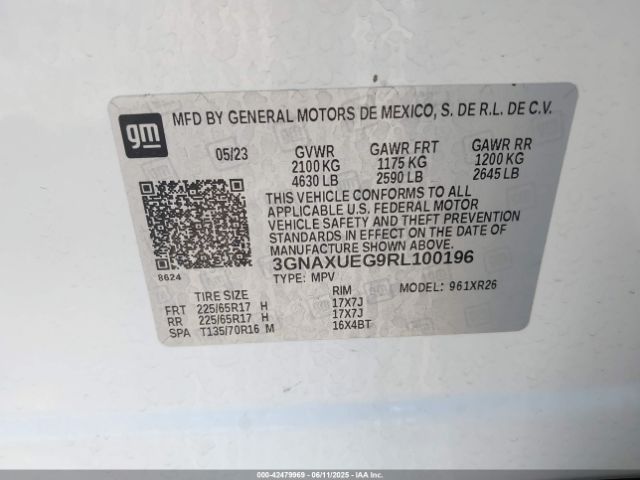 gm
MFD BY GENERAL MOTORS DE MEXICO, S. DE R.L. DE C.V.
05/23 GVWR GAWR FRT GAWR RR
2100 KG 1175 KG 1200 KG
4630 LB 2590 LB 2645 LB
THIS VEHICLE CONFORMS TO ALL
APPLICABLE U.S. FEDERAL MOTOR
VEHICLE SAFETY AND THEFT PREVENTION
STANDARDS IN EFFECT ON THE DATE OF
MANUFACTURE SHOWN ABOVE.
8624
3GNAXUEG9RL100196
TYPE: MPV MODEL: 961XR26
TIRE SIZE RIM
FRT 225/65R17 H 17X7J
RR 225/65R17 H 17X7J
SPA T135/70R16 M 16X4BT
000-42479969 - 06/11/2025 - IAAI.COM